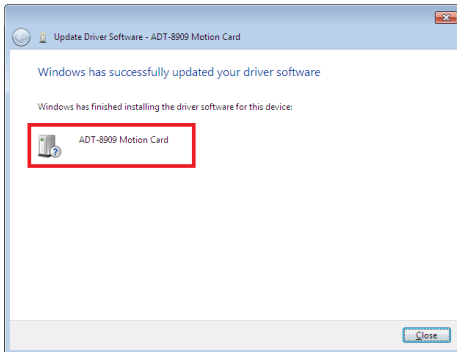 Update Driver Software - ADT-8909 Motion Card
Windows has successfully updated your driver software
Windows has finished installing the driver software for this device:
ADT-8909 Motion Card
Close